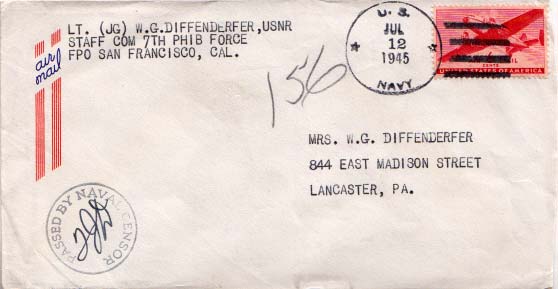 LT. (JG) W.G.DIFFENDERFER,USNR
STAFF COM 7TH PHIB FORCE
FPO SAN FRANCISCO, CAL.
air mail
156
U. S.
JUL
12
1945
NAVY
UNITED STATES OF AMERICA
MRS. W.G. DIFFENDERFER
844 EAST MADISON STREET
LANCASTER, PA.
PASSED BY NAVAL CENSOR